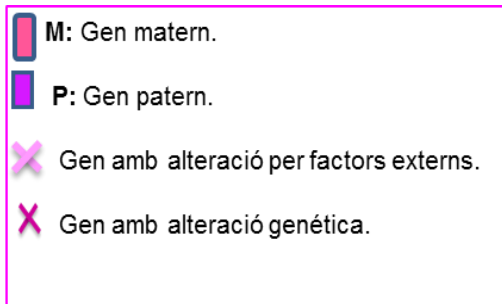 M: Gen matern.
P: Gen patern.
Gen amb alteració per factors externs.
Gen amb alteració genética.